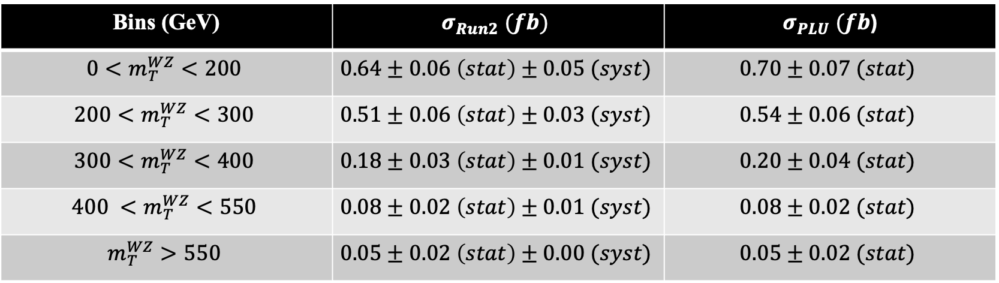 Bins (GeV) σ_Run2 (fb) σ_PLU (fb)
0 < m_T^WZ < 200 0.64 ± 0.06 (stat) ± 0.05 (syst) 0.70 ± 0.07 (stat)
200 < m_T^WZ < 300 0.51 ± 0.06 (stat) ± 0.03 (syst) 0.54 ± 0.06 (stat)
300 < m_T^WZ < 400 0.18 ± 0.03 (stat) ± 0.01 (syst) 0.20 ± 0.04 (stat)
400 < m_T^WZ < 550 0.08 ± 0.02 (stat) ± 0.01 (syst) 0.08 ± 0.02 (stat)
m_T^WZ > 550 0.05 ± 0.02 (stat) ± 0.00 (syst) 0.05 ± 0.02 (stat)